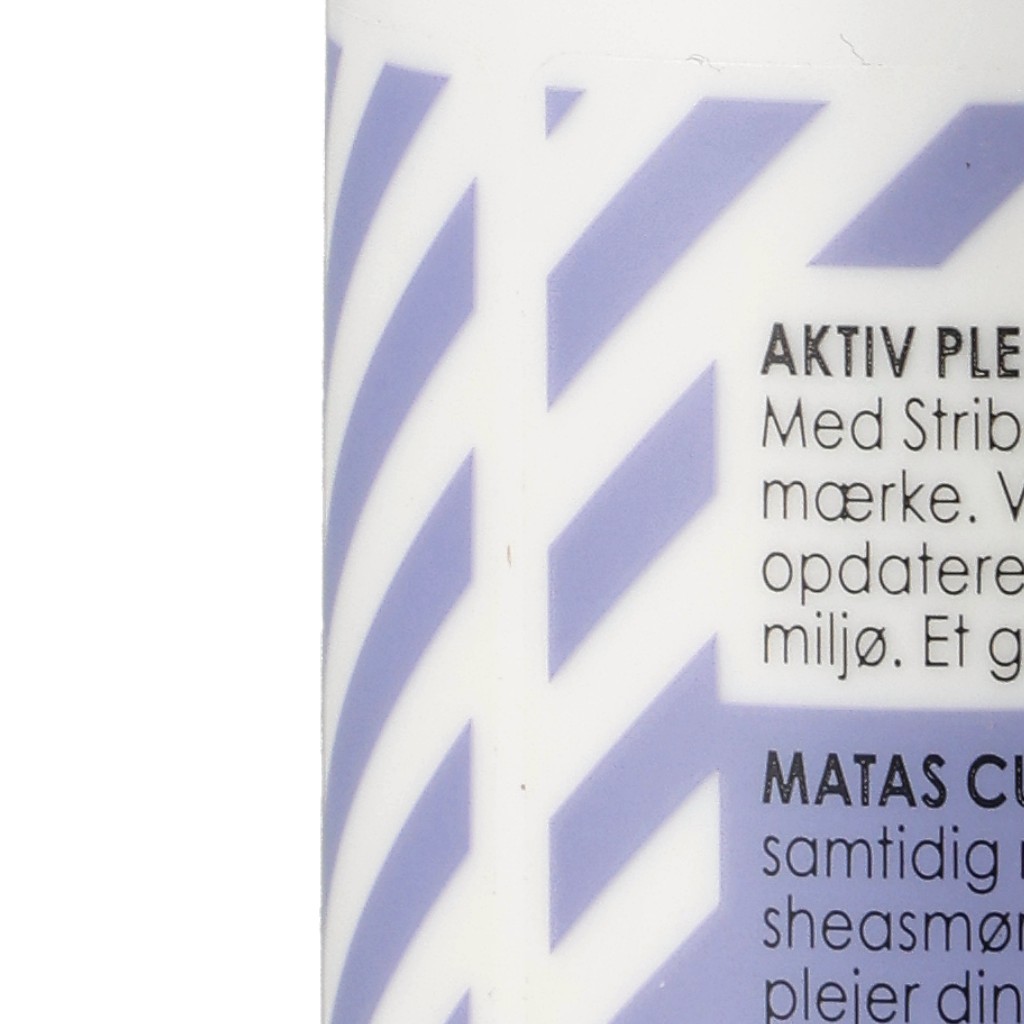 AKTIV PLE
Med Strib
mærke. V
opdatere
miljø. Et g
MATAS CU
samtidig
sheasmør
plejer din